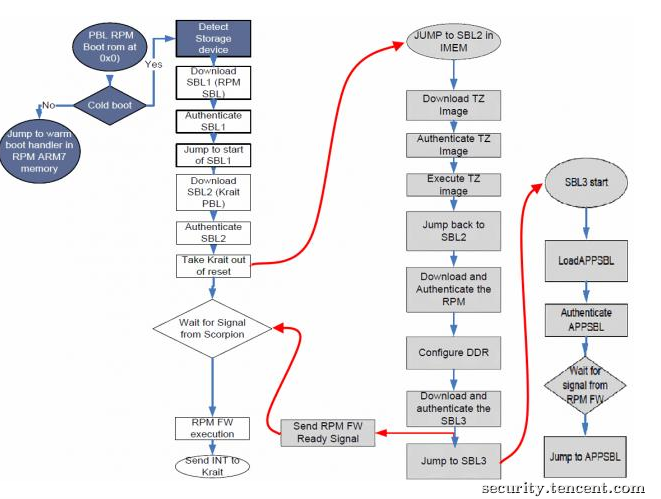 PBL RPM
Boot rom at
0x0)
Cold boot
Yes
No
Jump to warm
boot handler in
RPM ARM7
memory
Detect
Storage
device
Download
SBL1 (RPM
SBL)
Authenticate
SBL1
Jump to start
of SBL1
Download
SBL2 (Krait
PBL)
Authenticate
SBL2
Take Krait out
of reset
Wait for Signal
from Scorpion
RPM FW
execution
Send INT to
Krait
JUMP to SBL2 in
IMEM
Download TZ
Image
Authenticate TZ
Image
Execute TZ
image
Jump back to
SBL2
Download and
Authenticate the
RPM
Configure DDR
Download and
authenticate the
SBL3
Send RPM FW
Ready Signal
Jump to SBL3
SBL3 start
LoadAPPSBL
Authenticate
APPSBL
Wait for
signal from
RPM FW
Jump to APPSBL
security.tencent.com